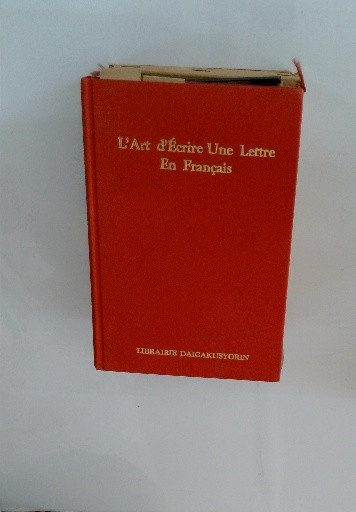 L'Art d'Écrire Une Lettre
En Français
LIBRAIRIE DAIGAKUSYORIN